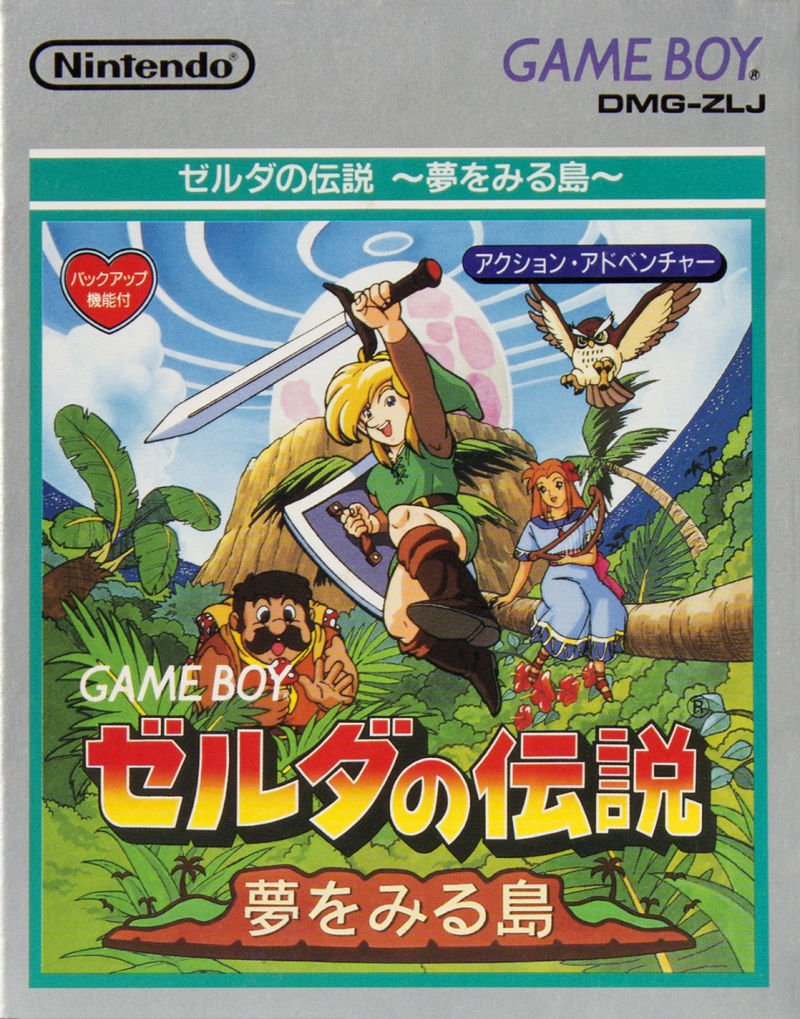 Nintendo®
GAME BOY®
DMG-ZLJ
ゼルダの伝説 ～夢をみる島～
バックアップ
機能付
アクション・アドベンチャー
GAME BOY
ゼルダの伝説
®
夢をみる島